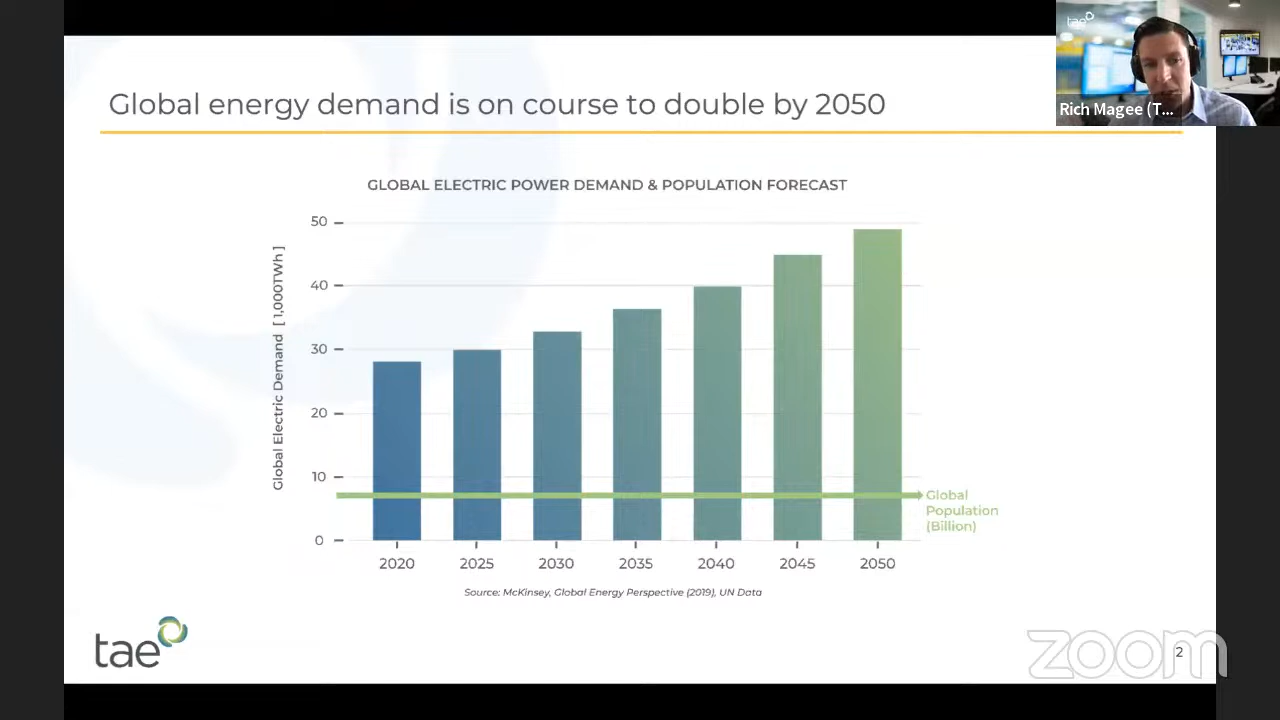 tae
Rich Magee (T...
Global energy demand is on course to double by 2050
GLOBAL ELECTRIC POWER DEMAND & POPULATION FORECAST
Global Electric Demand [ 1,000TWh ]
50
40
30
20
10
0
Global
Population
(Billion)
2020 2025 2030 2035 2040 2045 2050
Source: McKinsey, Global Energy Perspective (2019), UN Data
tae
zoom
2